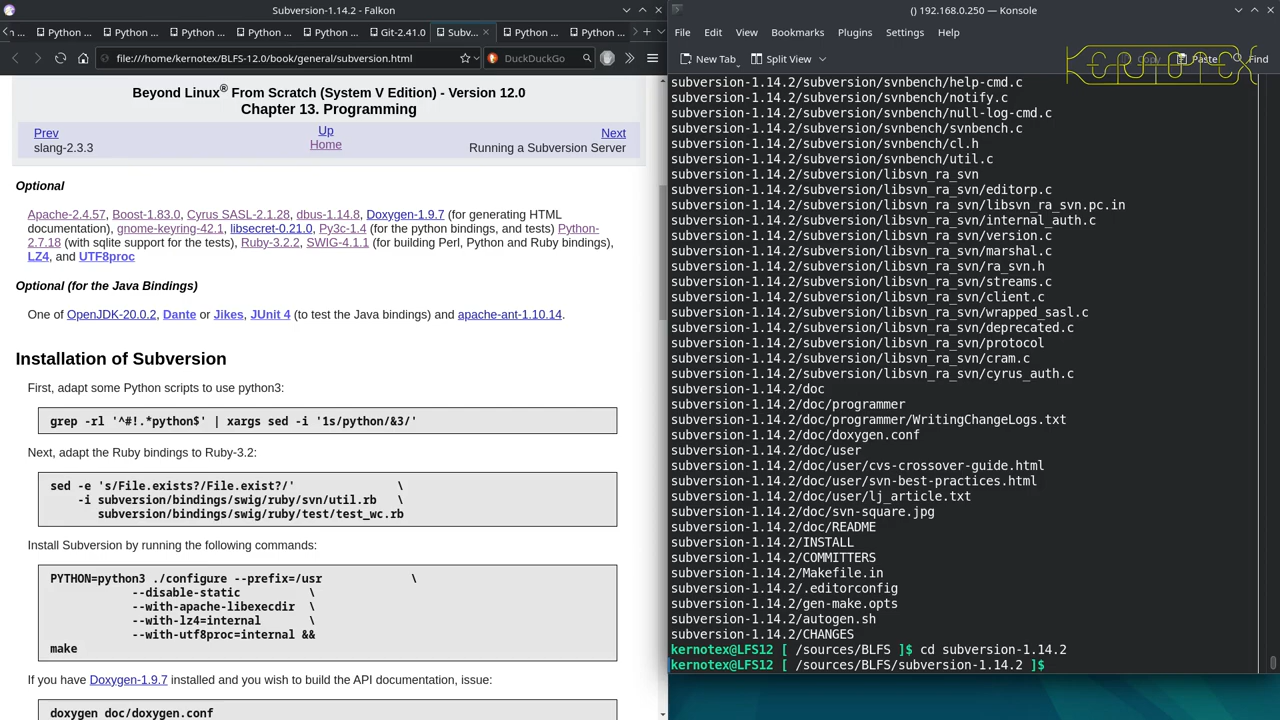 Subversion-1.14.2 - Falkon
n ...
Python ...
Python ...
Python ...
Python ...
Python ...
Git-2.41.0
Subv...
Python ...
Python ...
file:///home/kernotex/BLFS-12.0/book/general/subversion.html
DuckDuckGo
Beyond Linux® From Scratch (System V Edition) - Version 12.0
Chapter 13. Programming
Prev
Up
Next
slang-2.3.3
Home
Running a Subversion Server
Optional
Apache-2.4.57, Boost-1.83.0, Cyrus SASL-2.1.28, dbus-1.14.8, Doxygen-1.9.7 (for generating HTML
documentation), gnome-keyring-42.1, libsecret-0.21.0, Py3c-1.4 (for the python bindings, and tests) Python-
2.7.18 (with sqlite support for the tests), Ruby-3.2.2, SWIG-4.1.1 (for building Perl, Python and Ruby bindings),
LZ4, and UTF8proc
Optional (for the Java Bindings)
One of OpenJDK-20.0.2, Dante or Jikes, JUnit 4 (to test the Java bindings) and apache-ant-1.10.14.
Installation of Subversion
First, adapt some Python scripts to use python3:
grep -rl '^#!.*python$' | xargs sed -i '1s/python/&3/'
Next, adapt the Ruby bindings to Ruby-3.2:
sed -e 's/File.exists?/File.exist?/' \
-i subversion/bindings/swig/ruby/svn/util.rb \
subversion/bindings/swig/ruby/test/test_wc.rb
Install Subversion by running the following commands:
PYTHON=python3 ./configure --prefix=/usr \
--disable-static \
--with-apache-libexecdir \
--with-lz4=internal \
--with-utf8proc=internal &&
make
If you have Doxygen-1.9.7 installed and you wish to build the API documentation, issue:
doxygen doc/doxygen.conf
() 192.168.0.250 — Konsole
File Edit View Bookmarks Plugins Settings Help
New Tab
Split View
Copy
Paste
Find
KERNOTEX
subversion-1.14.2/subversion/svnbench/help-cmd.c
subversion-1.14.2/subversion/svnbench/notify.c
subversion-1.14.2/subversion/svnbench/null-log-cmd.c
subversion-1.14.2/subversion/svnbench/svnbench.c
subversion-1.14.2/subversion/svnbench/cl.h
subversion-1.14.2/subversion/svnbench/util.c
subversion-1.14.2/subversion/libsvn_ra_svn
subversion-1.14.2/subversion/libsvn_ra_svn/editorp.c
subversion-1.14.2/subversion/libsvn_ra_svn/libsvn_ra_svn.pc.in
subversion-1.14.2/subversion/libsvn_ra_svn/internal_auth.c
subversion-1.14.2/subversion/libsvn_ra_svn/version.c
subversion-1.14.2/subversion/libsvn_ra_svn/marshal.c
subversion-1.14.2/subversion/libsvn_ra_svn/ra_svn.h
subversion-1.14.2/subversion/libsvn_ra_svn/streams.c
subversion-1.14.2/subversion/libsvn_ra_svn/client.c
subversion-1.14.2/subversion/libsvn_ra_svn/wrapped_sasl.c
subversion-1.14.2/subversion/libsvn_ra_svn/deprecated.c
subversion-1.14.2/subversion/libsvn_ra_svn/protocol
subversion-1.14.2/subversion/libsvn_ra_svn/cram.c
subversion-1.14.2/subversion/libsvn_ra_svn/cyrus_auth.c
subversion-1.14.2/doc
subversion-1.14.2/doc/programmer
subversion-1.14.2/doc/programmer/WritingChangeLogs.txt
subversion-1.14.2/doc/doxygen.conf
subversion-1.14.2/doc/user
subversion-1.14.2/doc/user/cvs-crossover-guide.html
subversion-1.14.2/doc/user/svn-best-practices.html
subversion-1.14.2/doc/user/lj_article.txt
subversion-1.14.2/doc/svn-square.jpg
subversion-1.14.2/doc/README
subversion-1.14.2/INSTALL
subversion-1.14.2/COMMITTERS
subversion-1.14.2/Makefile.in
subversion-1.14.2/.editorconfig
subversion-1.14.2/gen-make.opts
subversion-1.14.2/autogen.sh
subversion-1.14.2/CHANGES
kernotex@LFS12 [ /sources/BLFS ]$ cd subversion-1.14.2
kernotex@LFS12 [ /sources/BLFS/subversion-1.14.2 ]$